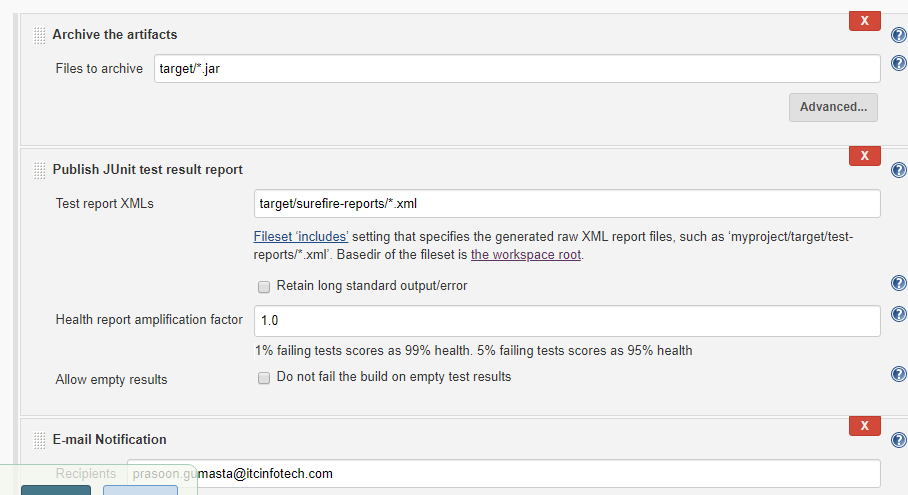 X
Archive the artifacts
Files to archive target/*.jar
Advanced...
X
Publish JUnit test result report
Test report XMLs target/surefire-reports/*.xml
Fileset ‘includes’ setting that specifies the generated raw XML report files, such as ‘myproject/target/test-
reports/*.xml’. Basedir of the fileset is the workspace root.
Retain long standard output/error
Health report amplification factor 1.0
1% failing tests scores as 99% health. 5% failing tests scores as 95% health
Allow empty results Do not fail the build on empty test results
X
E-mail Notification
Recipients prasoon.gumasta@itcinfotech.com